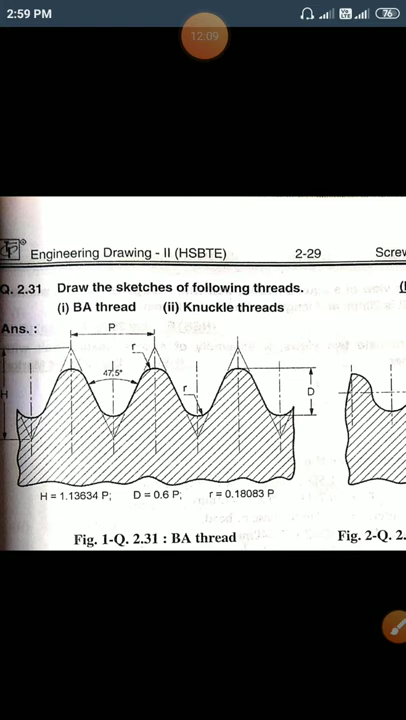 2:59 PM
Vo LTE 76
12:09
Engineering Drawing - II (HSBTE) 2-29 Screw
Q. 2.31 Draw the sketches of following threads.
(i) BA thread (ii) Knuckle threads
Ans. :
P
r
47.5°
H
r
D
H = 1.13634 P; D = 0.6 P; r = 0.18083 P
Fig. 1-Q. 2.31 : BA thread Fig. 2-Q. 2.